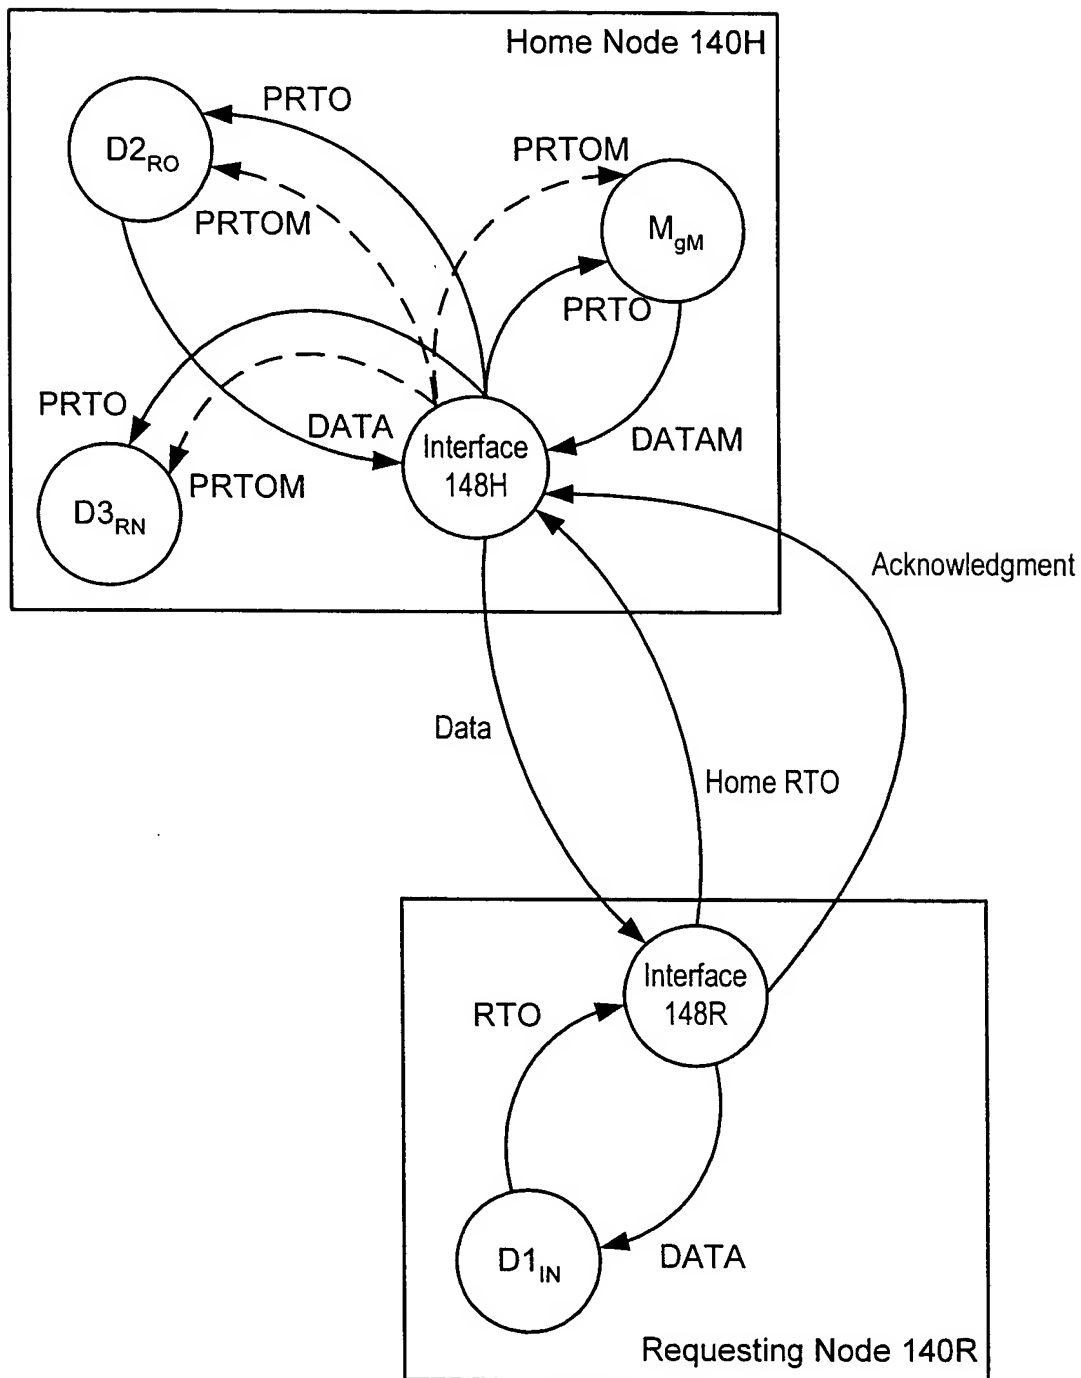 Home Node 140H
PRTO
D2RO
PRTOM
PRTOM
MgM
PRTO
PRTO
DATA
Interface
148H
DATAM
PRTOM
D3RN
Acknowledgment
Data
Home RTO
Interface
148R
RTO
D1IN
DATA
Requesting Node 140R